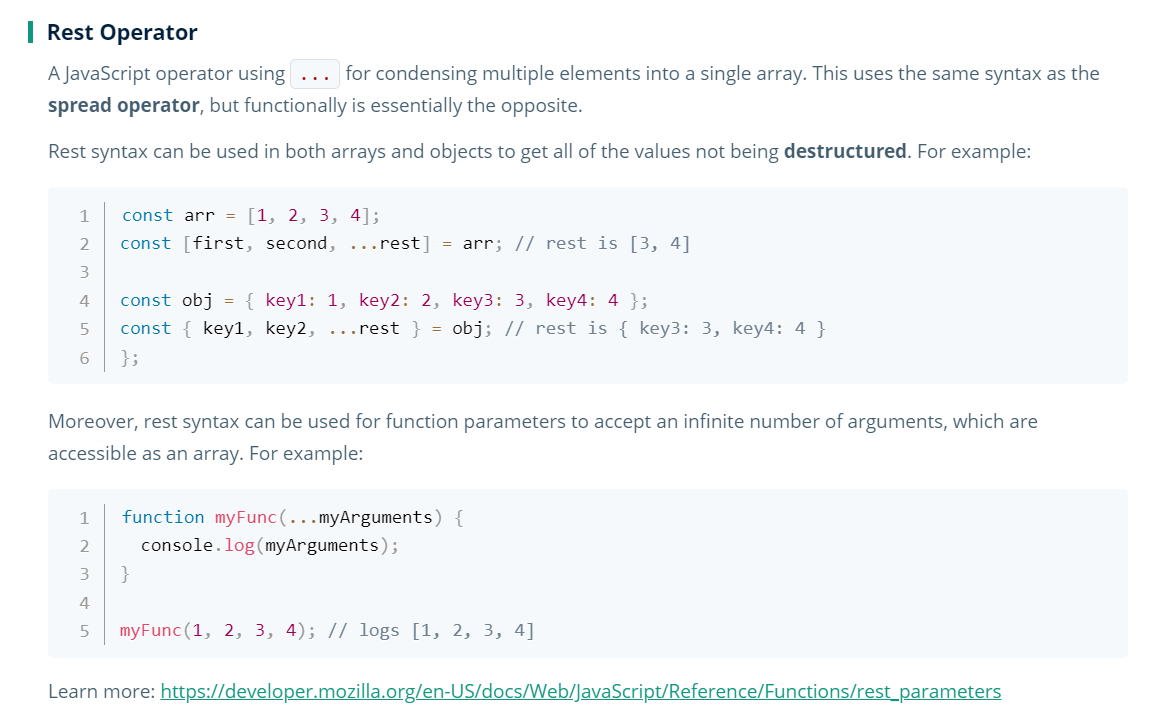 Rest Operator
A JavaScript operator using ... for condensing multiple elements into a single array. This uses the same syntax as the
spread operator, but functionally is essentially the opposite.
Rest syntax can be used in both arrays and objects to get all of the values not being destructured. For example:
1 const arr = [1, 2, 3, 4];
2 const [first, second, ...rest] = arr; // rest is [3, 4]
3
4 const obj = { key1: 1, key2: 2, key3: 3, key4: 4 };
5 const { key1, key2, ...rest } = obj; // rest is { key3: 3, key4: 4 }
6 };
Moreover, rest syntax can be used for function parameters to accept an infinite number of arguments, which are
accessible as an array. For example:
1 function myFunc(...myArguments) {
2   console.log(myArguments);
3 }
4
5 myFunc(1, 2, 3, 4); // logs [1, 2, 3, 4]
Learn more: https://developer.mozilla.org/en-US/docs/Web/JavaScript/Reference/Functions/rest_parameters